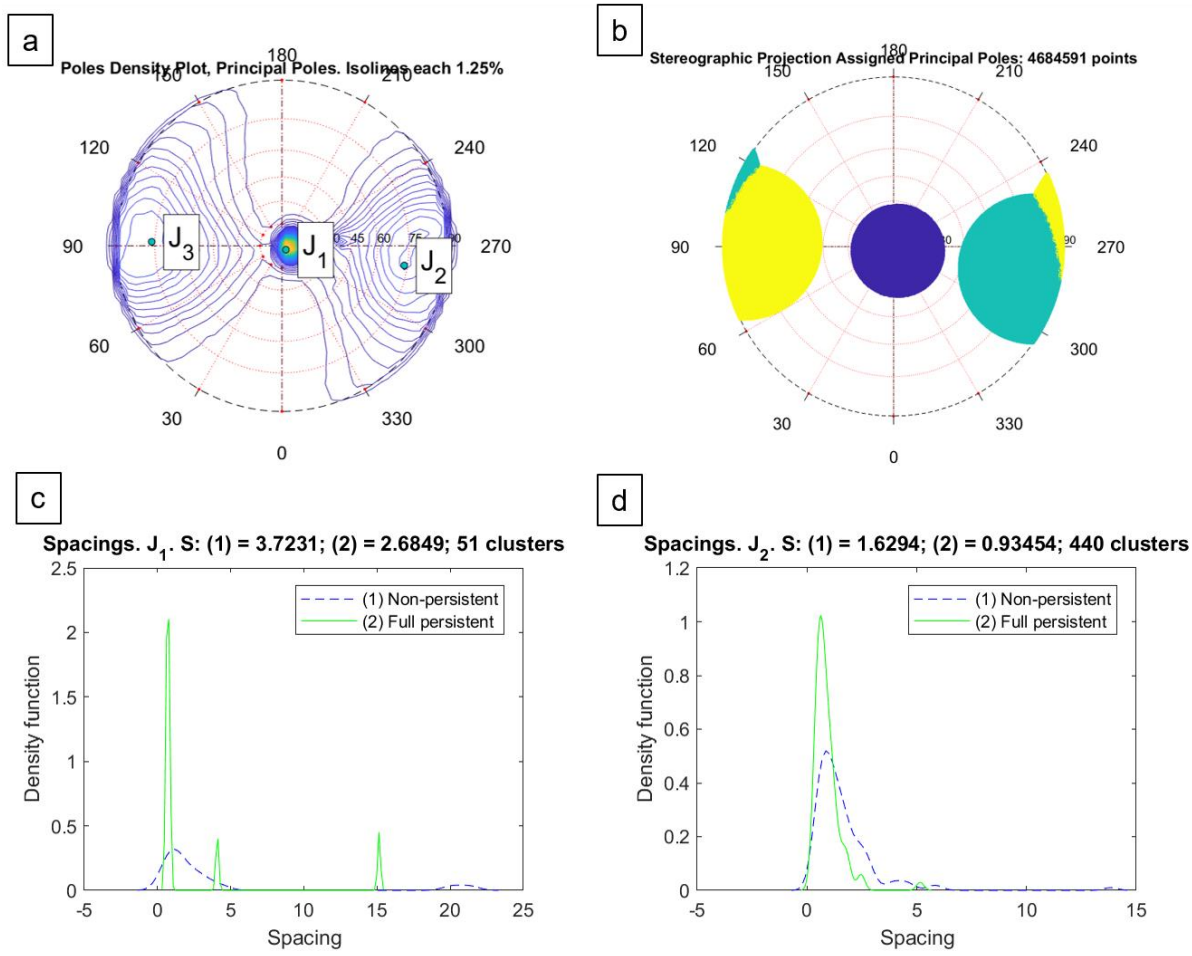 a
Poles Density Plot, Principal Poles. Isolines each 1.25%
180
150
210
120
240
90
270
60
300
30
330
0
J3
J1
J2
45
60
75
90
b
Stereographic Projection Assigned Principal Poles: 4684591 points
180
150
210
120
240
90
90
270
60
300
30
330
0
c
Spacings. J1. S: (1) = 3.7231; (2) = 2.6849; 51 clusters
(1) Non-persistent
(2) Full persistent
Density function
2.5
2
1.5
1
0.5
0
-5
0
5
10
15
20
25
Spacing
d
Spacings. J2. S: (1) = 1.6294; (2) = 0.93454; 440 clusters
(1) Non-persistent
(2) Full persistent
Density function
1.2
1
0.8
0.6
0.4
0.2
0
-5
0
5
10
15
Spacing